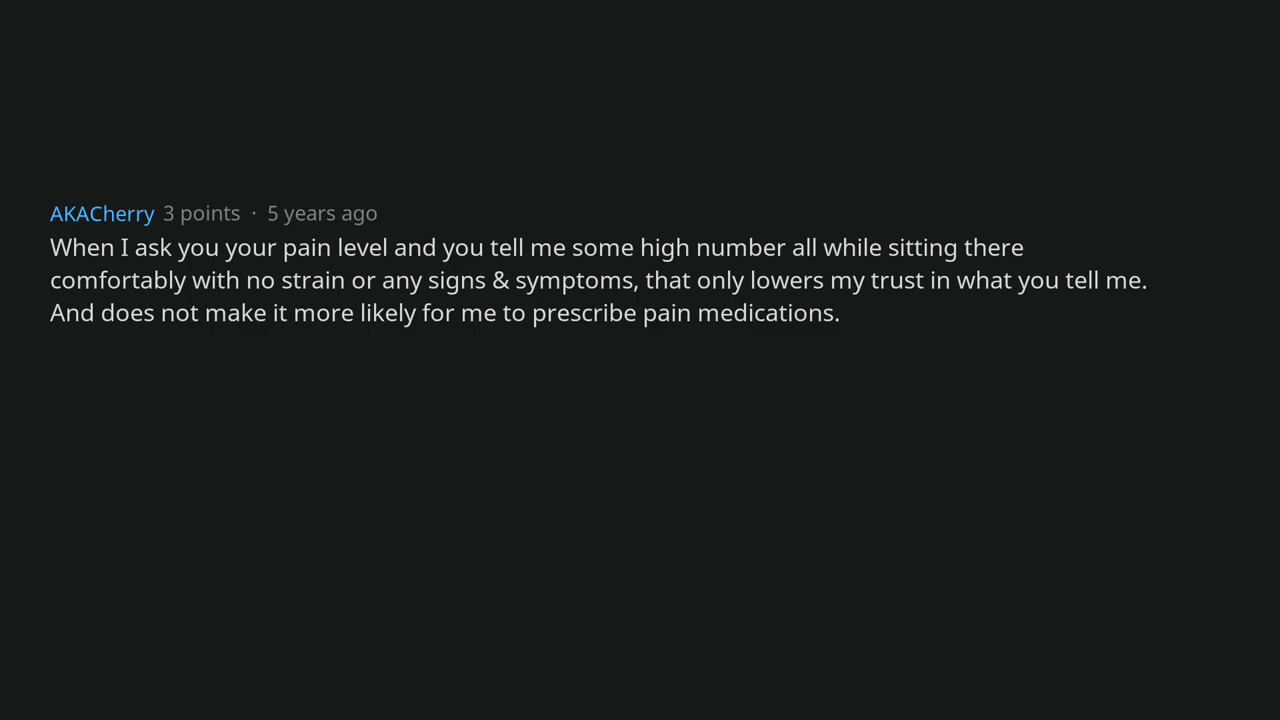 AKACherry 3 points · 5 years ago
When I ask you your pain level and you tell me some high number all while sitting there
comfortably with no strain or any signs & symptoms, that only lowers my trust in what you tell me.
And does not make it more likely for me to prescribe pain medications.